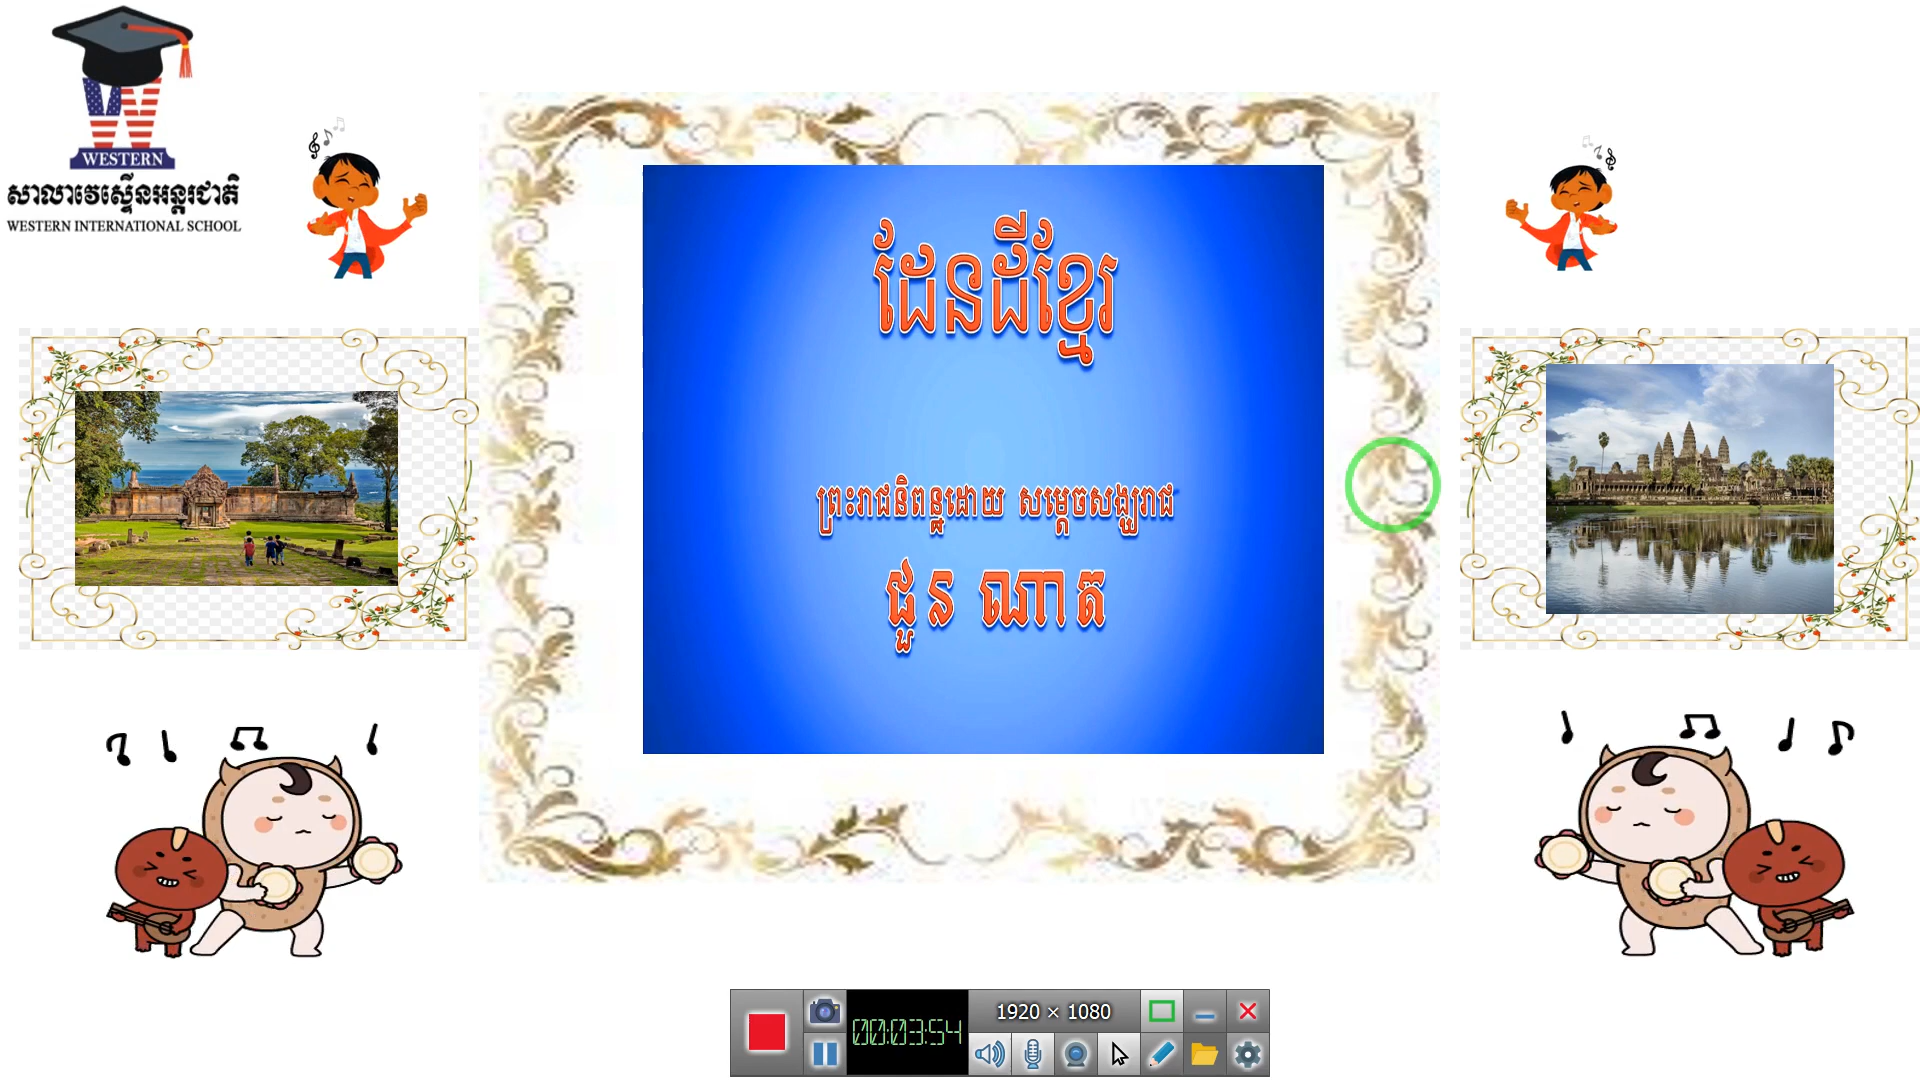 WESTERN
សាលាវេស្ទើនអន្តរជាតិ
WESTERN INTERNATIONAL SCHOOL
ដែនដីខ្មែរ
ព្រះរាជនិពន្ឋដោយ សម្តេចសង្ឃរាជ
ជួន ណាត
1920 × 1080
00:03:54